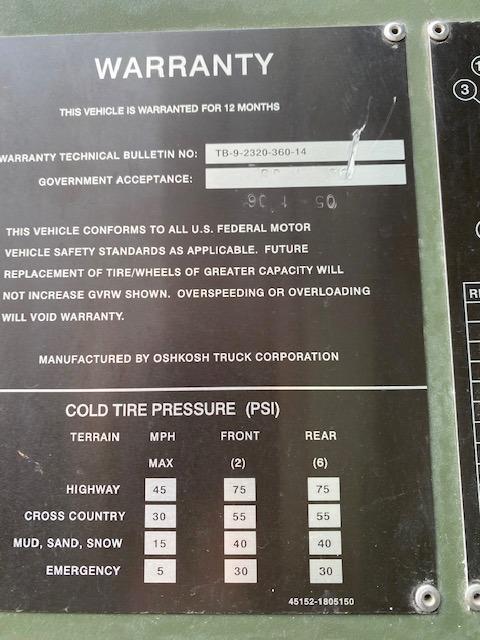 WARRANTY
THIS VEHICLE IS WARRANTED FOR 12 MONTHS
WARRANTY TECHNICAL BULLETIN NO: TB-9-2320-360-14
GOVERNMENT ACCEPTANCE:
THIS VEHICLE CONFORMS TO ALL U.S. FEDERAL MOTOR
VEHICLE SAFETY STANDARDS AS APPLICABLE. FUTURE
REPLACEMENT OF TIRE/WHEELS OF GREATER CAPACITY WILL
NOT INCREASE GVRW SHOWN. OVERSPEEDING OR OVERLOADING
WILL VOID WARRANTY.
MANUFACTURED BY OSHKOSH TRUCK CORPORATION
COLD TIRE PRESSURE (PSI)
TERRAIN MPH FRONT REAR
MAX (2) (6)
HIGHWAY 45 75 75
CROSS COUNTRY 30 55 55
MUD, SAND, SNOW 15 40 40
EMERGENCY 5 30 30
45152-1805150
3